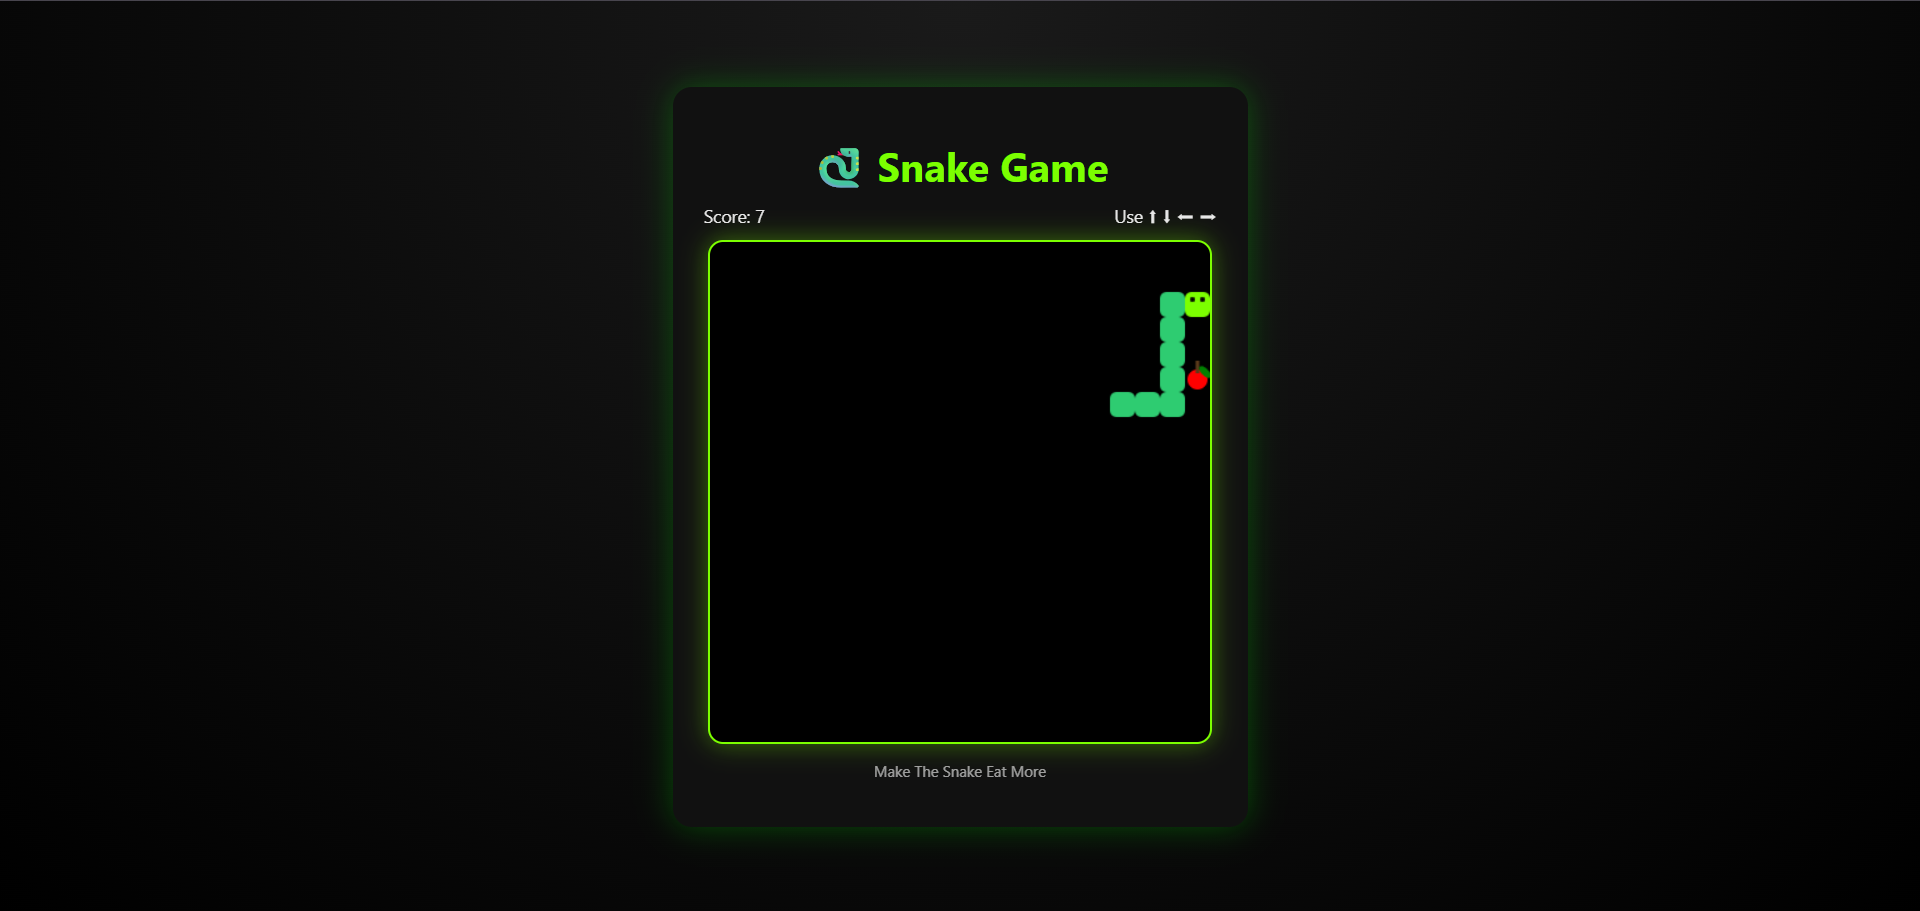 Snake Game
Score: 7
Use ⬆ ⬇ ⬅ ➡
Make The Snake Eat More